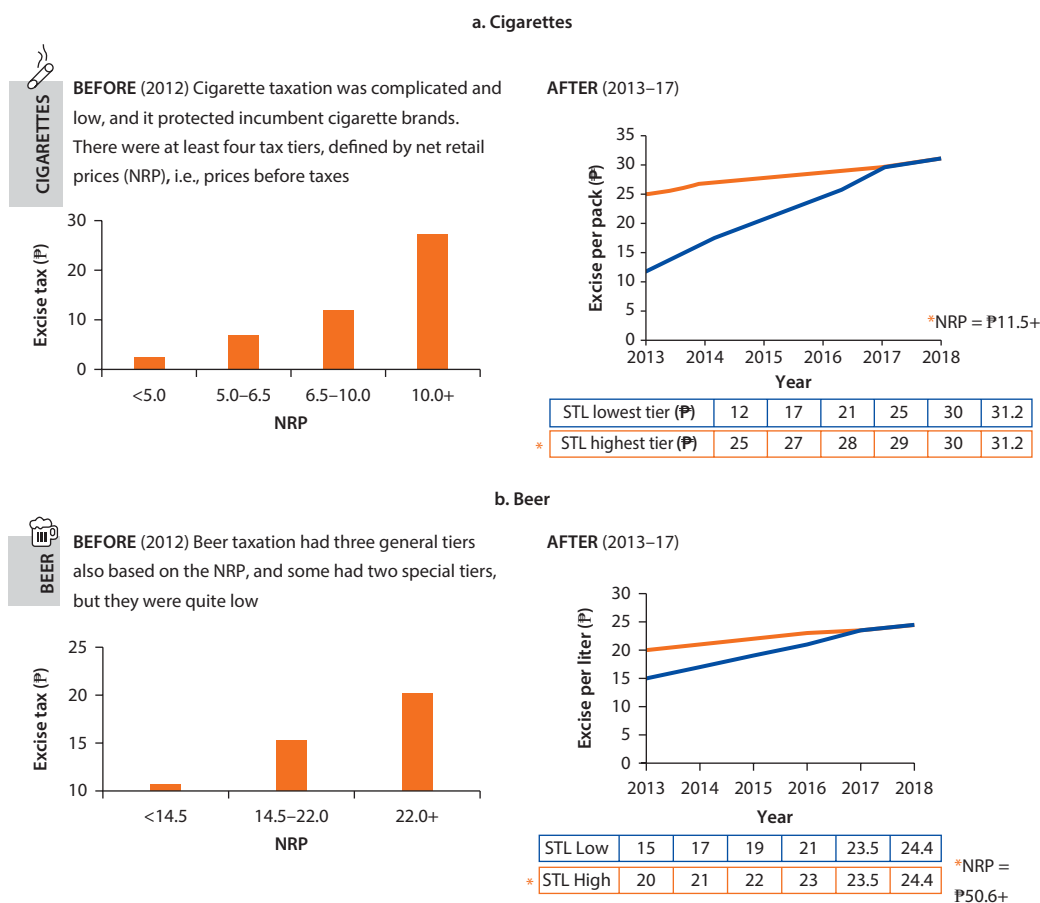 a. Cigarettes
CIGARETTES
BEFORE (2012) Cigarette taxation was complicated and
low, and it protected incumbent cigarette brands.
There were at least four tax tiers, defined by net retail
prices (NRP), i.e., prices before taxes
Excise tax (₱)
30
20
10
0
<5.0 5.0–6.5 6.5–10.0 10.0+
NRP
AFTER (2013–17)
Excise per pack (₱)
35
30
25
20
15
10
5
0
*NRP = ₱11.5+
2013 2014 2015 2016 2017 2018
Year
STL lowest tier (₱) 12 17 21 25 30 31.2
* STL highest tier (₱) 25 27 28 29 30 31.2
b. Beer
BEER
BEFORE (2012) Beer taxation had three general tiers
also based on the NRP, and some had two special tiers,
but they were quite low
Excise tax (₱)
25
20
15
10
<14.5 14.5–22.0 22.0+
NRP
AFTER (2013–17)
Excise per liter (₱)
30
25
20
15
10
5
0
2013 2014 2015 2016 2017 2018
Year
STL Low 15 17 19 21 23.5 24.4
* STL High 20 21 22 23 23.5 24.4
*NRP =
₱50.6+